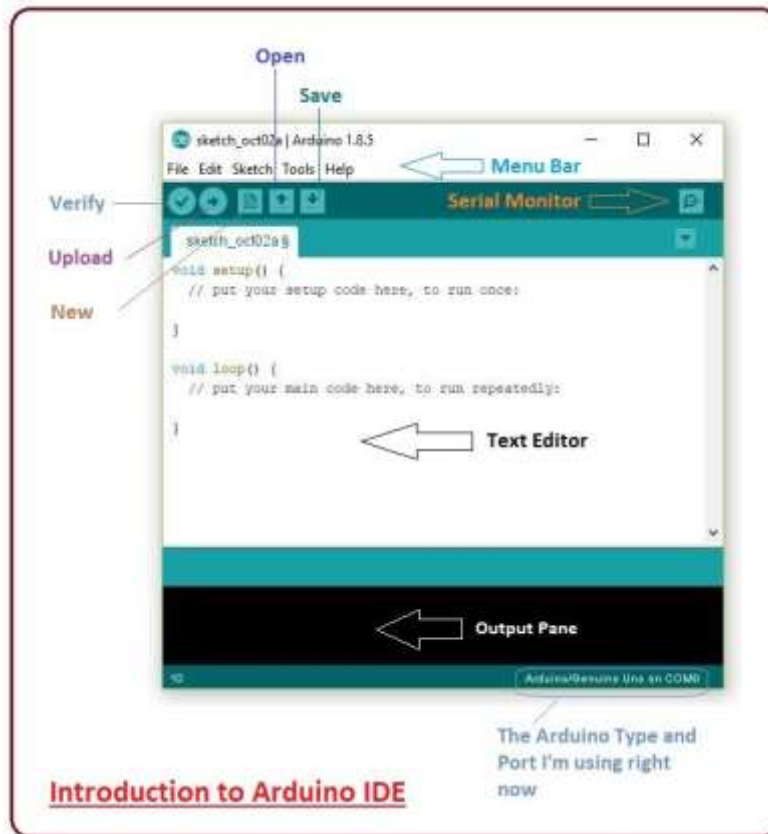 Open
Save
sketch_oct02a | Arduino 1.8.5
File Edit Sketch Tools Help
Menu Bar
Verify
Serial Monitor
Upload
sketch_oct02a §
New
void setup() {
// put your setup code here, to run once:
}
void loop() {
// put your main code here, to run repeatedly:
}
Text Editor
Output Pane
10
Arduino/Genuino Uno on
The Arduino Type and
Port I'm using right
now
Introduction to Arduino IDE